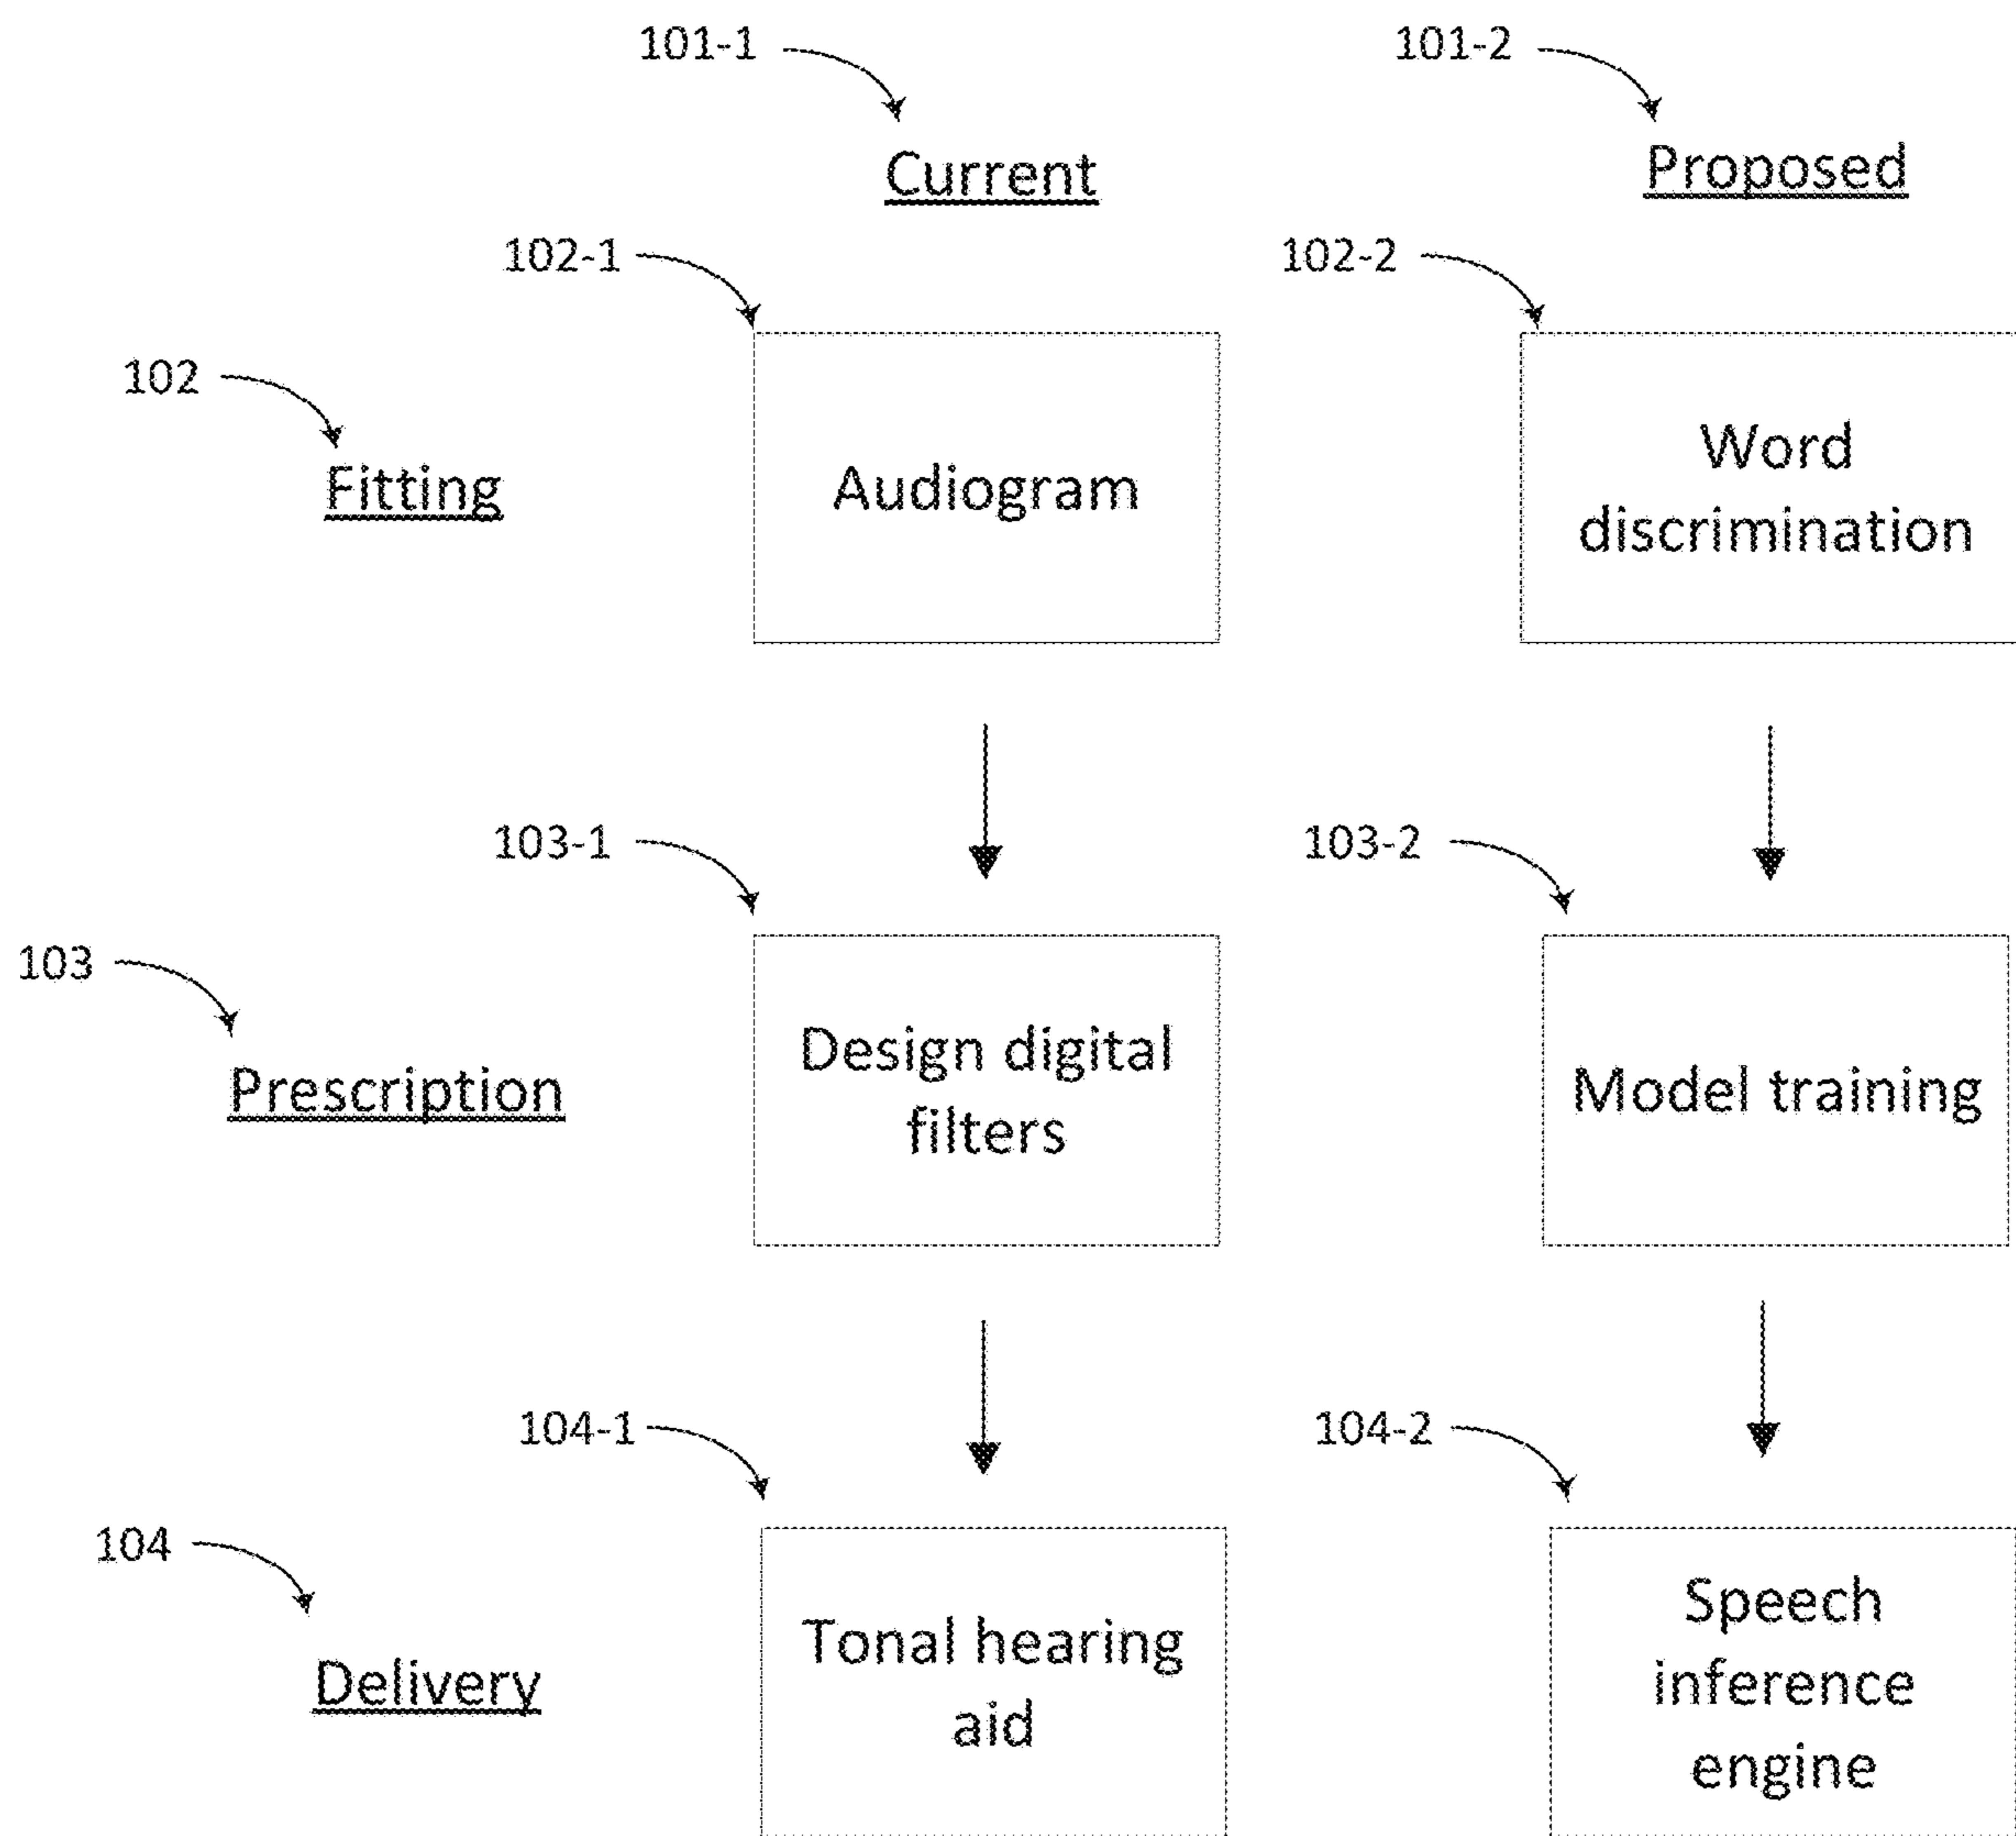 101-1
101-2
Current
Proposed
102-1
102-2
102
Fitting
Audiogram
Word
discrimination
103-1
103-2
103
Prescription
Design digital
filters
Model training
104-1
104-2
104
Delivery
Tonal hearing
aid
Speech
inference
engine